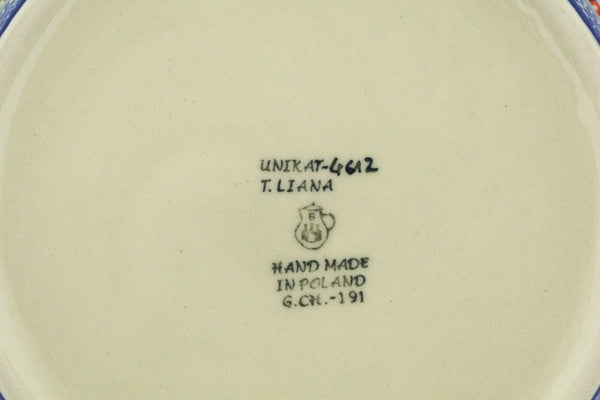 UNIKAT-4612
T. LIANA
HAND MADE
IN POLAND
G.CH.-191